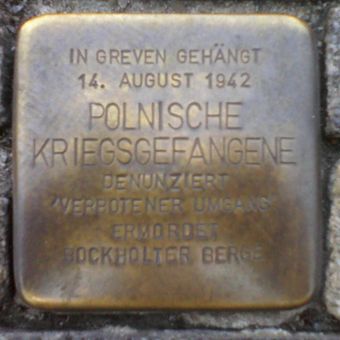 IN GREVEN GEHÄNGT
14. AUGUST 1942
POLNISCHE
KRIEGSGEFANGENE
DENUNZIERT
'VERBOTENER UMGANG'
ERMORDET
BOCKHOLTER BERGE